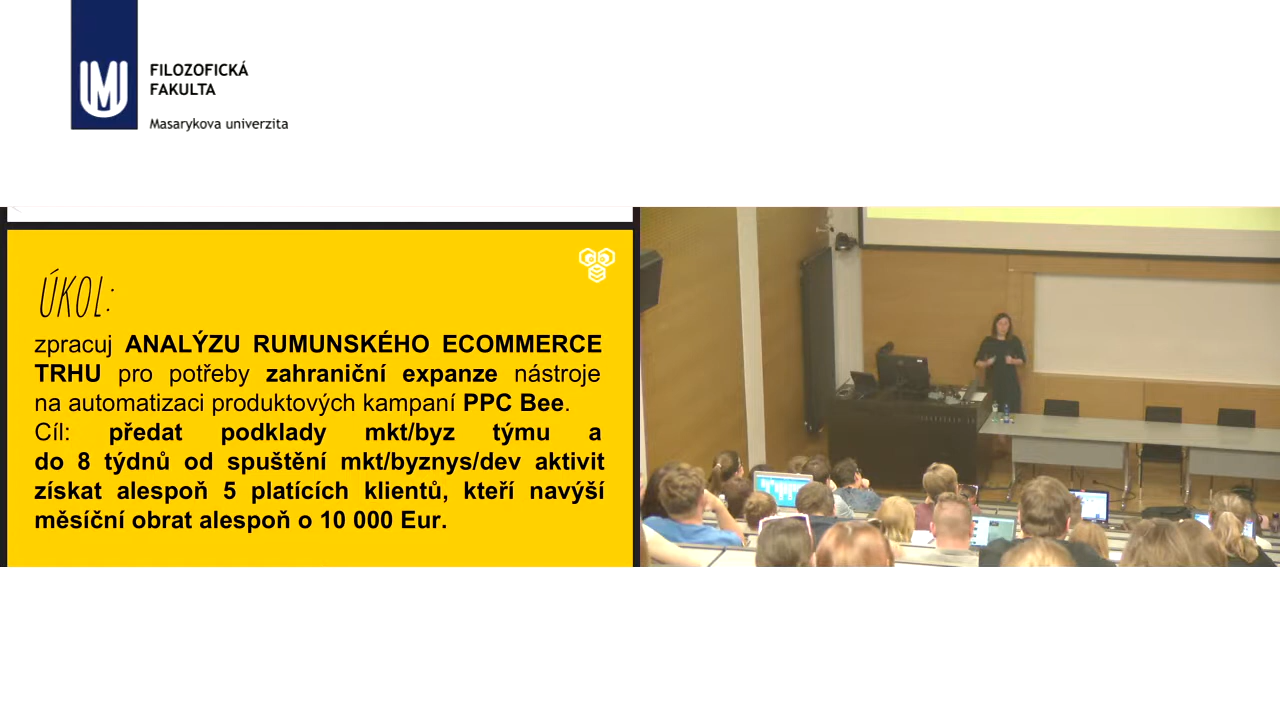 FILOZOFICKÁ
FAKULTA
Masarykova univerzita
ÚKOL:
zpracuj ANALÝZU RUMUNSKÉHO ECOMMERCE
TRHU pro potřeby zahraniční expanze nástroje
na automatizaci produktových kampaní PPC Bee.
Cíl: předat podklady mkt/byz týmu a
do 8 týdnů od spuštění mkt/byznys/dev aktivit
získat alespoň 5 platících klientů, kteří navýší
měsíční obrat alespoň o 10 000 Eur.